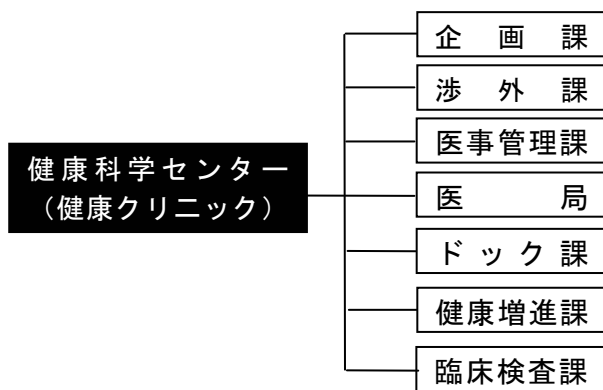 健康科学センター
（健康クリニック）
企画課
渉外課
医事管理課
医局
ドック課
健康増進課
臨床検査課